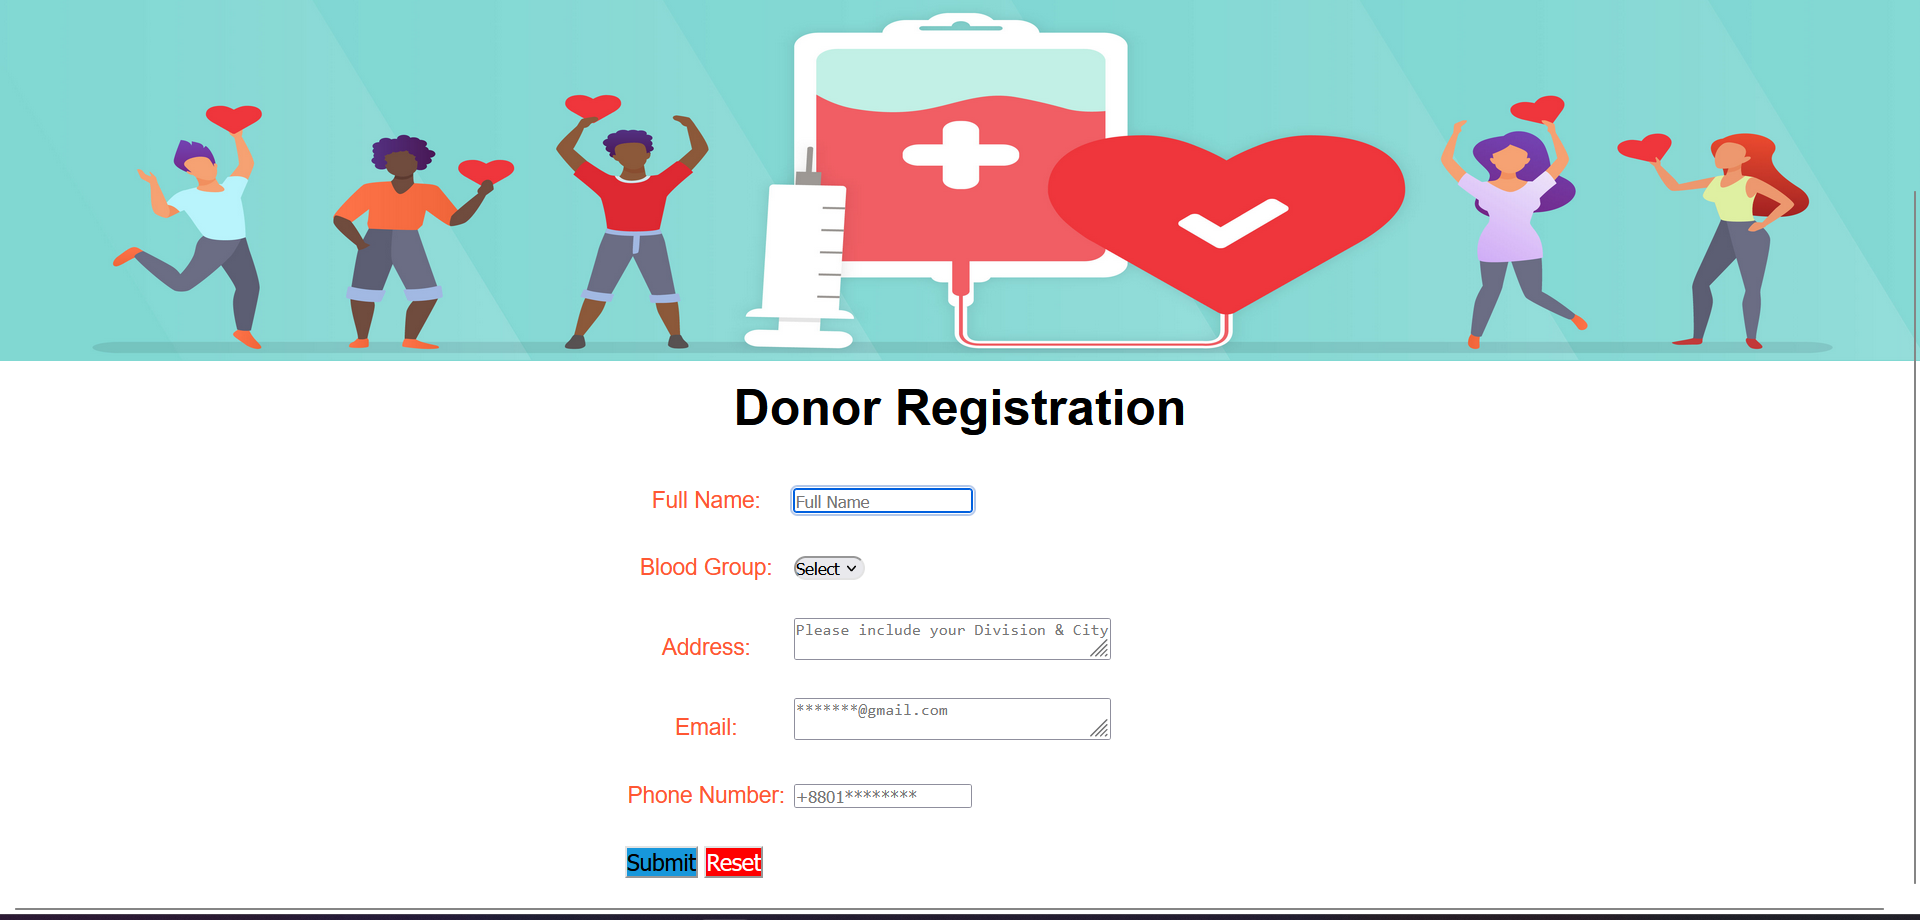 Donor Registration
Full Name: Full Name
Blood Group: Select
Address: Please include your Division & City
Email: *******@gmail.com
Phone Number: +8801********
Submit Reset